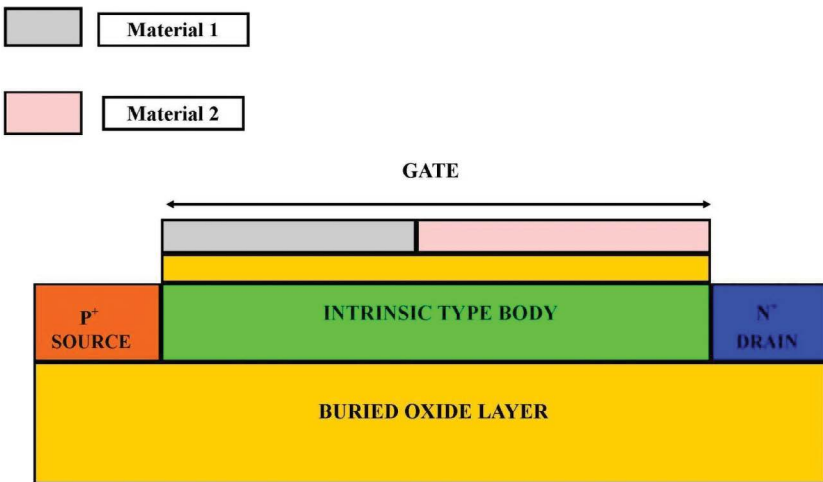 Material 1
Material 2
GATE
P+
SOURCE
INTRINSIC TYPE BODY
N+
DRAIN
BURIED OXIDE LAYER